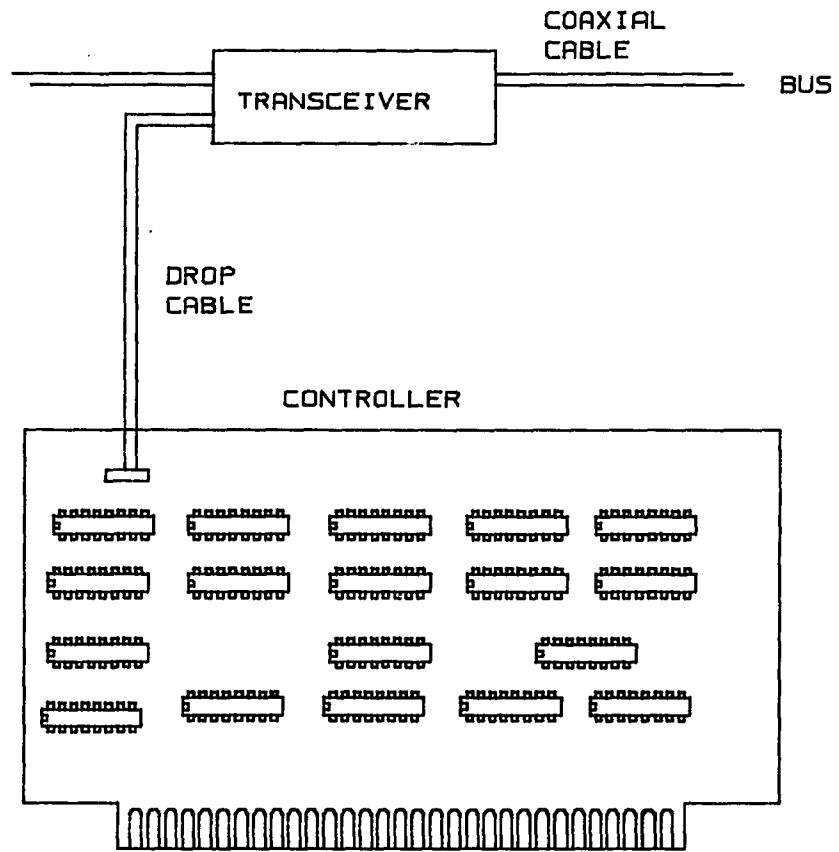 COAXIAL
CABLE
BUS
TRANSCEIVER
DROP
CABLE
CONTROLLER